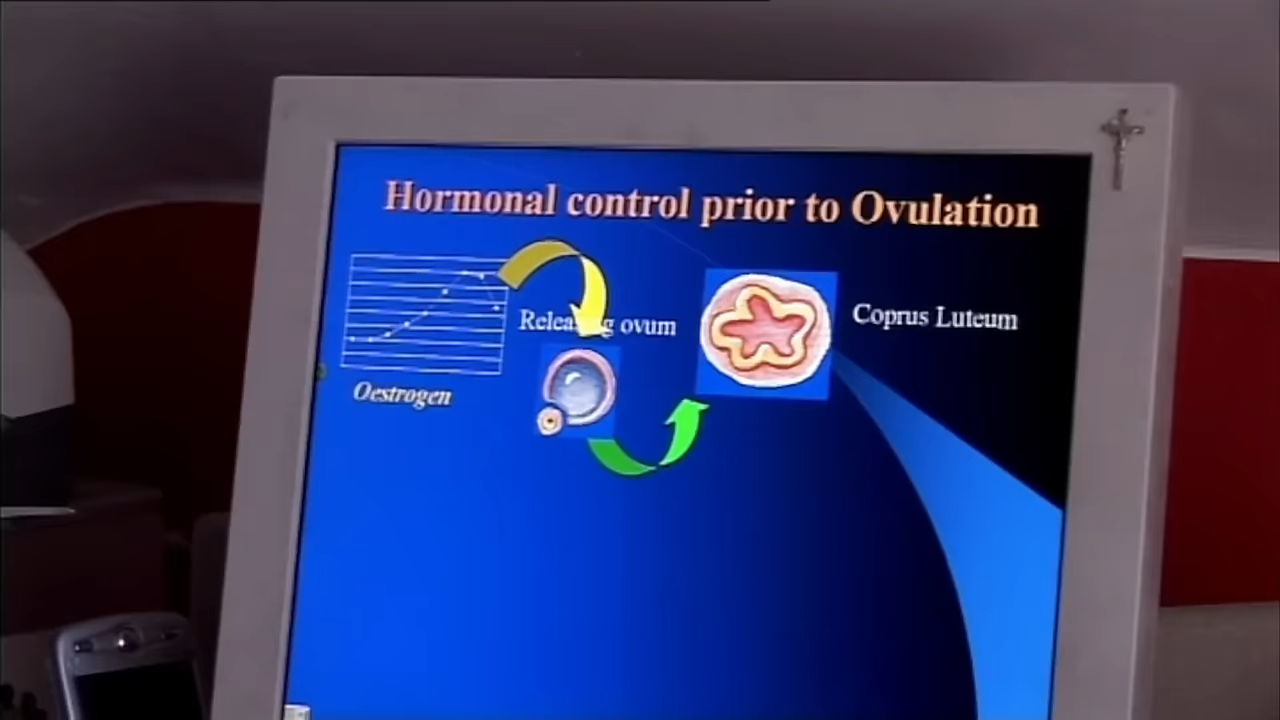 Hormonal control prior to Ovulation
Releasing ovum
Coprus Luteum
Oestrogen